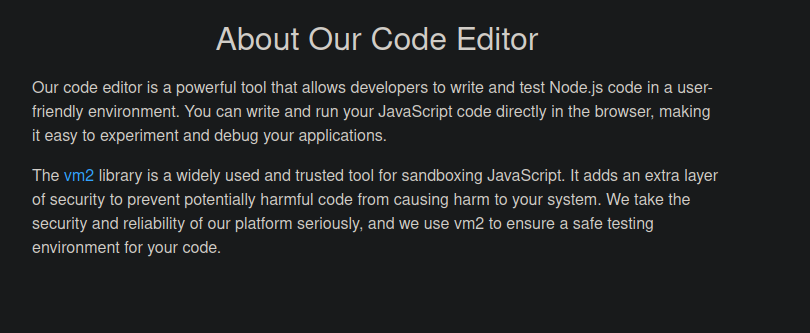 About Our Code Editor
Our code editor is a powerful tool that allows developers to write and test Node.js code in a user-
friendly environment. You can write and run your JavaScript code directly in the browser, making
it easy to experiment and debug your applications.
The vm2 library is a widely used and trusted tool for sandboxing JavaScript. It adds an extra layer
of security to prevent potentially harmful code from causing harm to your system. We take the
security and reliability of our platform seriously, and we use vm2 to ensure a safe testing
environment for your code.